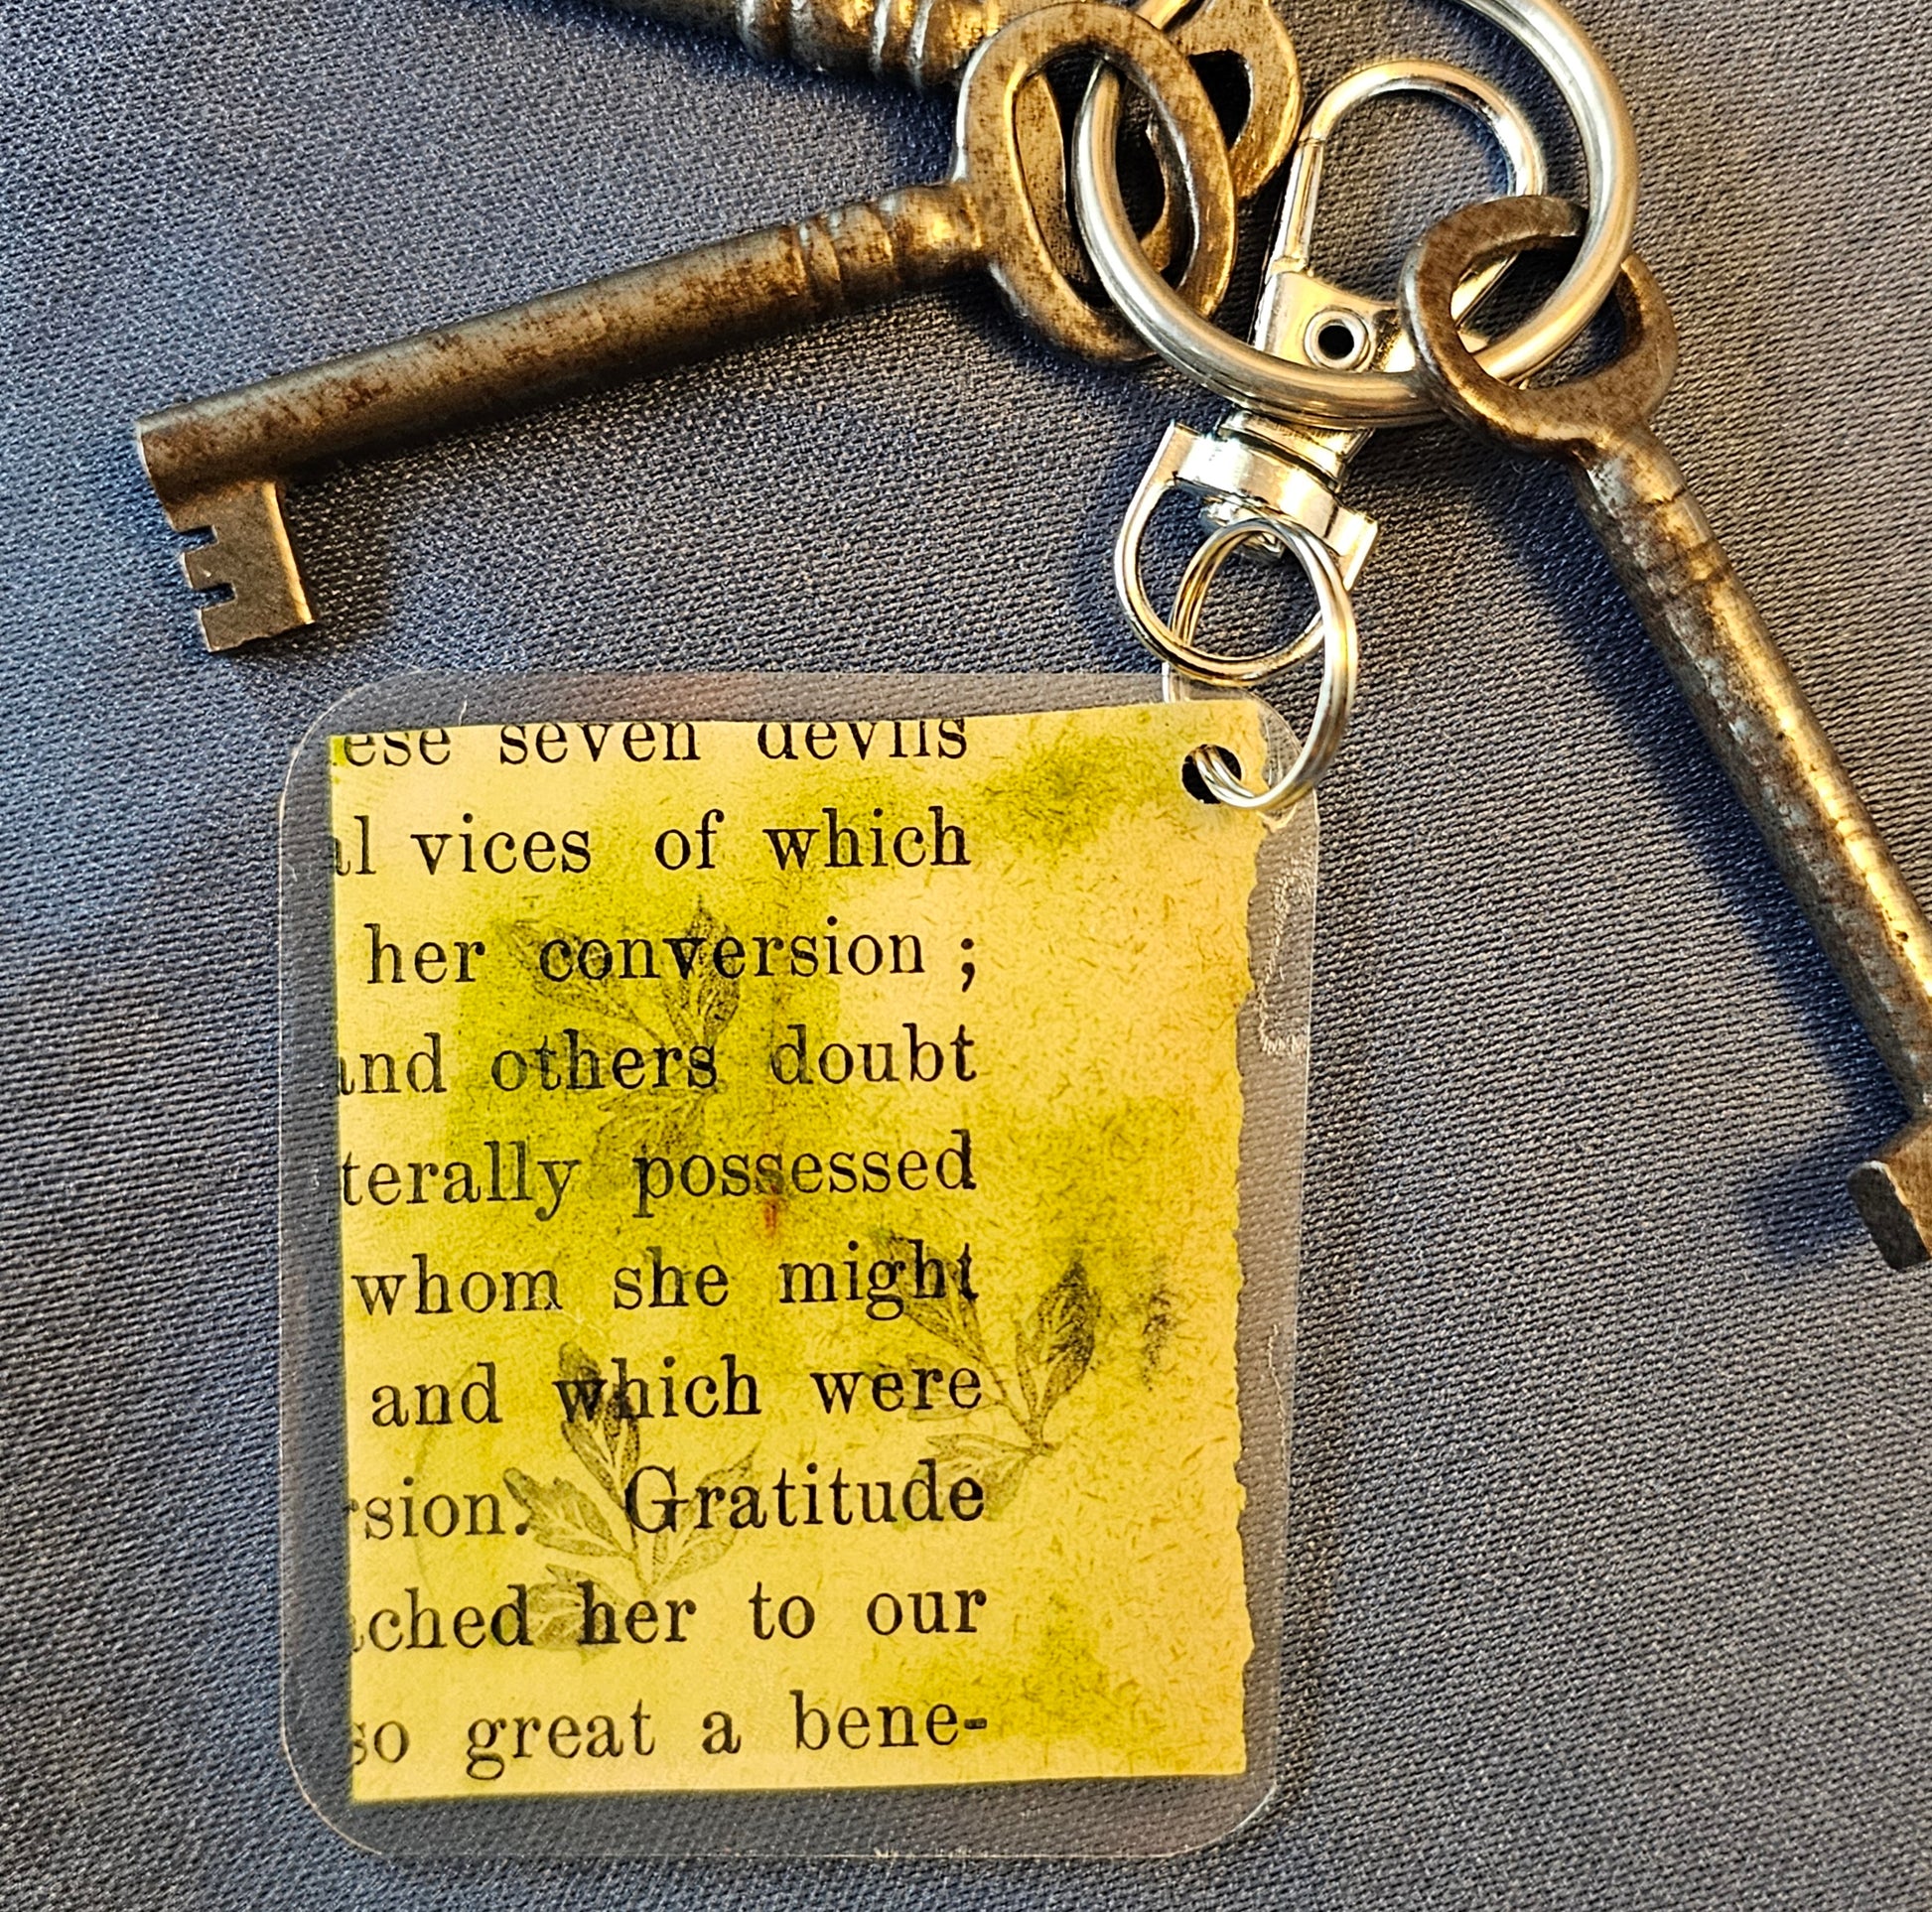 ese seven devils
al vices of which
her conversion ;
and others doubt
terally possessed
whom she might
and which were
rsion. Gratitude
ched her to our
so great a bene-